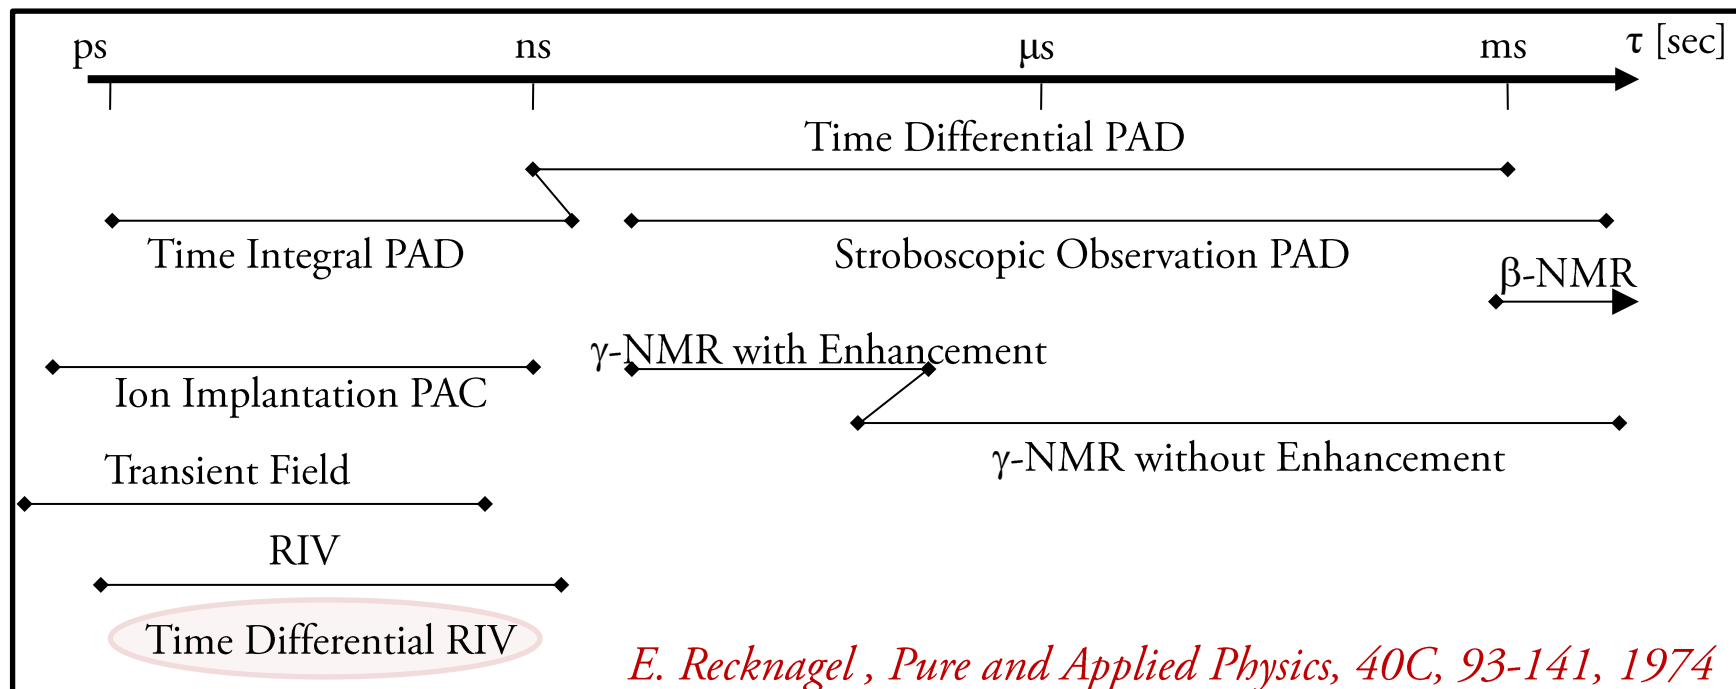 ps ns μs ms τ [sec]
Time Differential PAD
Time Integral PAD
Stroboscopic Observation PAD
β-NMR
γ-NMR with Enhancement
Ion Implantation PAC
γ-NMR without Enhancement
Transient Field
RIV
Time Differential RIV
E. Recknagel , Pure and Applied Physics, 40C, 93-141, 1974